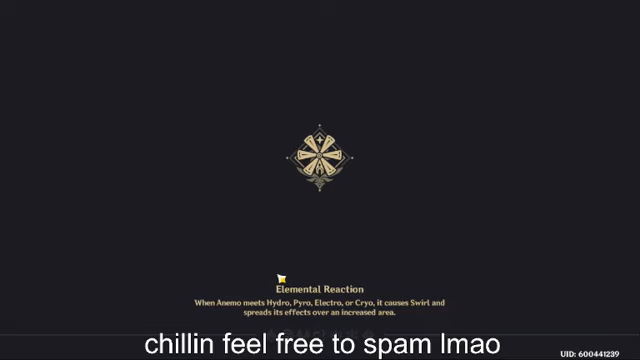 Elemental Reaction
When Anemo meets Hydro, Pyro, Electro, or Cryo, it causes Swirl and
spreads its effects over an increased area.
chillin feel free to spam lmao
UID: 600441239